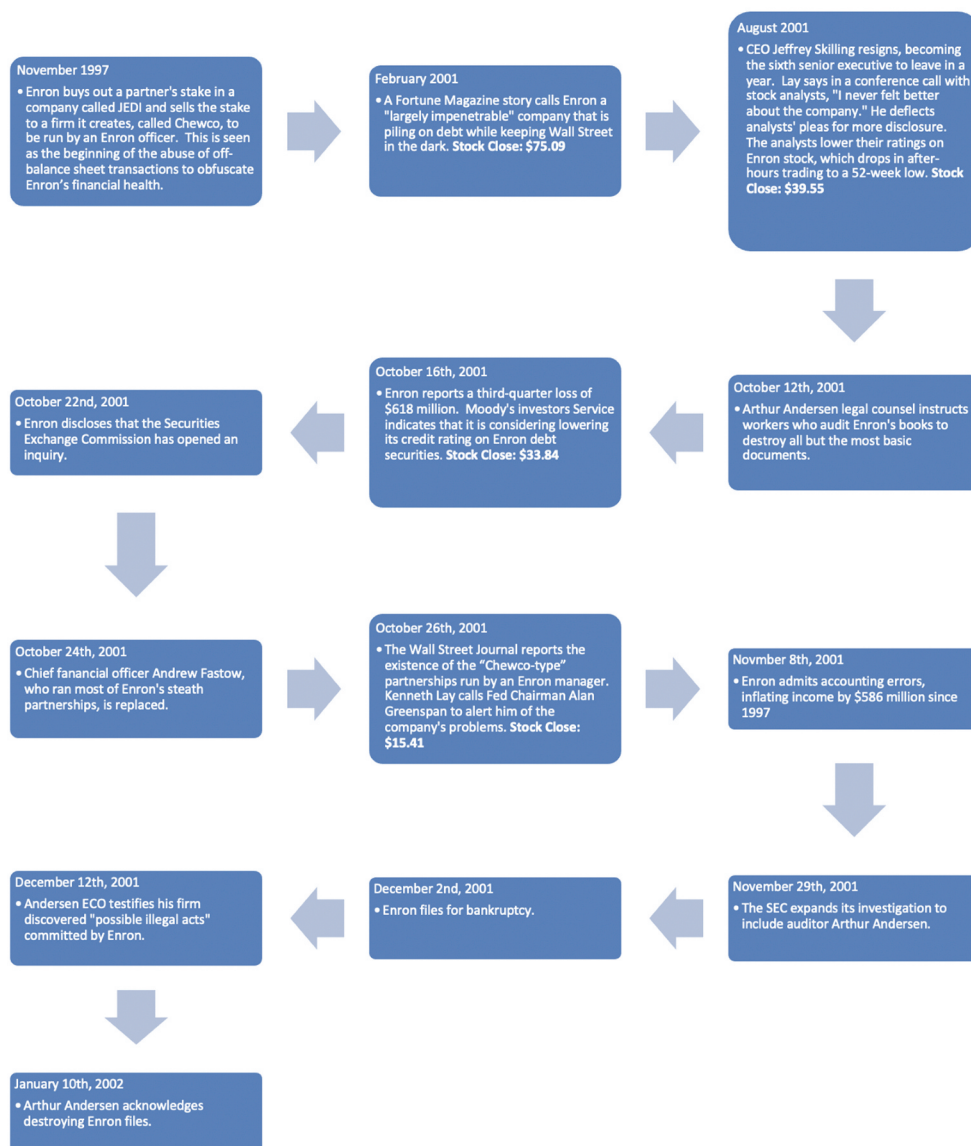 November 1997
• Enron buys out a partner's stake in a
company called JEDI and sells the stake
to a firm it creates, called Chewco, to
be run by an Enron officer. This is seen
as the beginning of the abuse of off-
balance sheet transactions to obfuscate
Enron's financial health.
February 2001
• A Fortune Magazine story calls Enron a
"largely impenetrable" company that is
piling on debt while keeping Wall Street
in the dark. Stock Close: $75.09
August 2001
• CEO Jeffrey Skilling resigns, becoming
the sixth senior executive to leave in a
year. Lay says in a conference call with
stock analysts, "I never felt better
about the company." He deflects
analysts' pleas for more disclosure.
The analysts lower their ratings on
Enron stock, which drops in after-
hours trading to a 52-week low. Stock
Close: $39.55
October 12th, 2001
• Arthur Andersen legal counsel instructs
workers who audit Enron's books to
destroy all but the most basic
documents.
October 16th, 2001
• Enron reports a third-quarter loss of
$618 million. Moody's investors Service
indicates that it is considering lowering
its credit rating on Enron debt
securities. Stock Close: $33.84
October 22nd, 2001
• Enron discloses that the Securities
Exchange Commission has opened an
inquiry.
October 24th, 2001
• Chief fanancial officer Andrew Fastow,
who ran most of Enron's steath
partnerships, is replaced.
October 26th, 2001
• The Wall Street Journal reports the
existence of the “Chewco-type”
partnerships run by an Enron manager.
Kenneth Lay calls Fed Chairman Alan
Greenspan to alert him of the
company's problems. Stock Close:
$15.41
Novmber 8th, 2001
• Enron admits accounting errors,
inflating income by $586 million since
1997
November 29th, 2001
• The SEC expands its investigation to
include auditor Arthur Andersen.
December 2nd, 2001
• Enron files for bankruptcy.
December 12th, 2001
• Andersen ECO testifies his firm
discovered "possible illegal acts"
committed by Enron.
January 10th, 2002
• Arthur Andersen acknowledges
destroying Enron files.